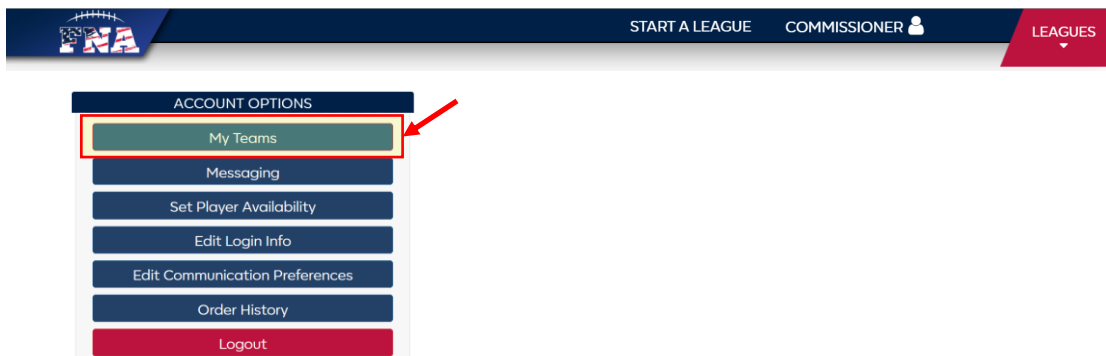 FNA
START A LEAGUE
COMMISSIONER
LEAGUES
ACCOUNT OPTIONS
My Teams
Messaging
Set Player Availability
Edit Login Info
Edit Communication Preferences
Order History
Logout